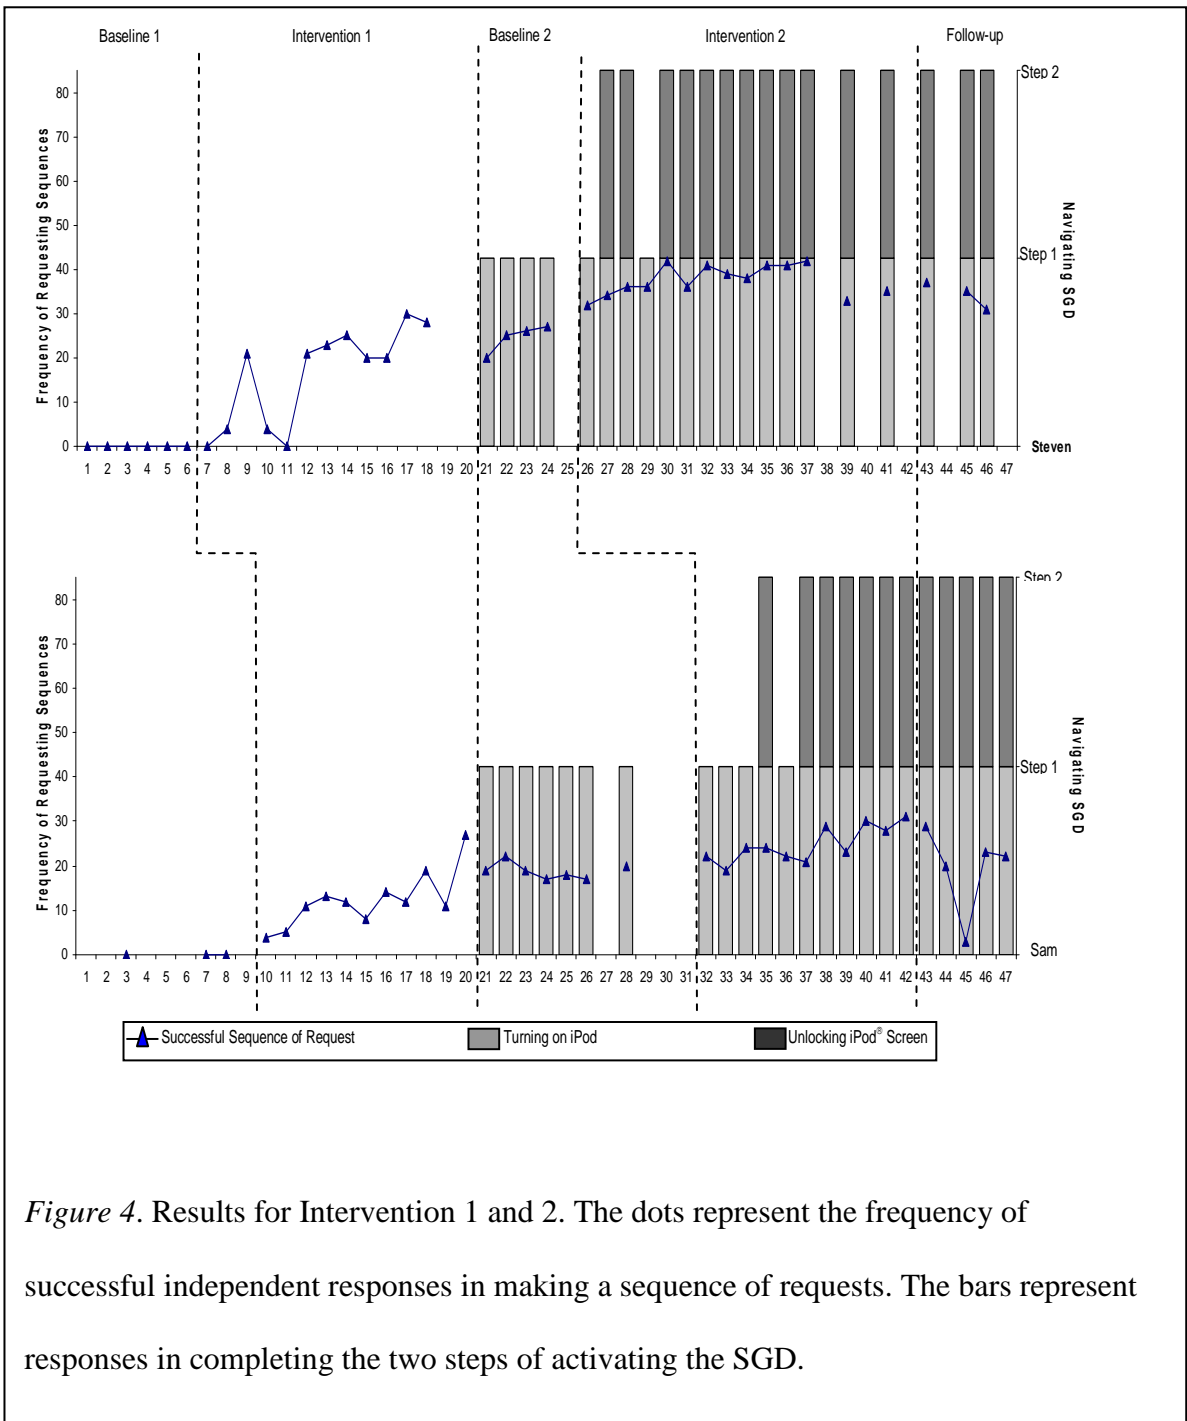 Baseline 1 Intervention 1 Baseline 2 Intervention 2 Follow-up
Frequency of Requesting Sequences
80
70
60
50
40
30
20
10
0
Step 2
Step 1
Navigating SGD
Steven
1 2 3 4 5 6 7 8 9 10 11 12 13 14 15 16 17 18 19 20 21 22 23 24 25 26 27 28 29 30 31 32 33 34 35 36 37 38 39 40 41 42 43 44 45 46 47
Frequency of Requesting Sequences
80
70
60
50
40
30
20
10
0
Step 2
Step 1
Navigating SGD
Sam
1 2 3 4 5 6 7 8 9 10 11 12 13 14 15 16 17 18 19 20 21 22 23 24 25 26 27 28 29 30 31 32 33 34 35 36 37 38 39 40 41 42 43 44 45 46 47
Successful Sequence of Request Turning on iPod Unlocking iPod® Screen
Figure 4. Results for Intervention 1 and 2. The dots represent the frequency of
successful independent responses in making a sequence of requests. The bars represent
responses in completing the two steps of activating the SGD.